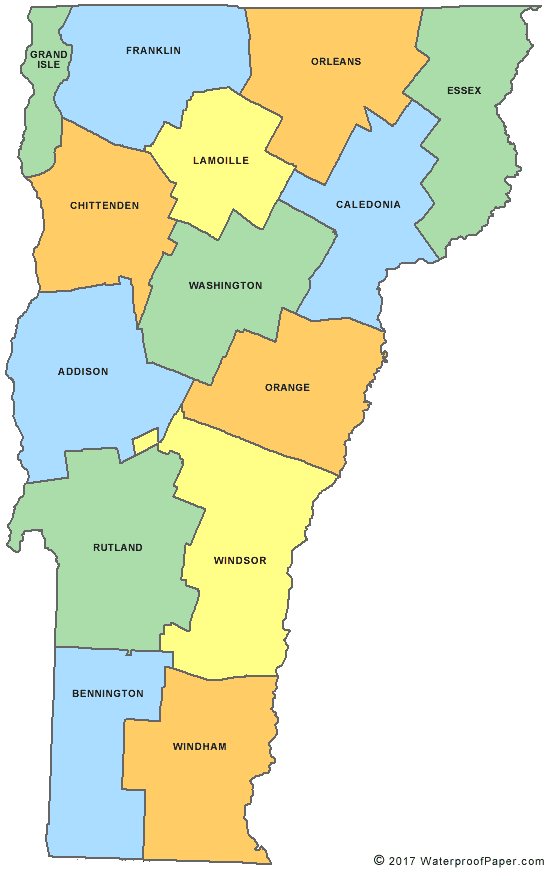 GRAND
ISLE
FRANKLIN
ORLEANS
ESSEX
LAMOILLE
CHITTENDEN
CALEDONIA
WASHINGTON
ADDISON
ORANGE
RUTLAND
WINDSOR
BENNINGTON
WINDHAM
© 2017 WaterproofPaper.com